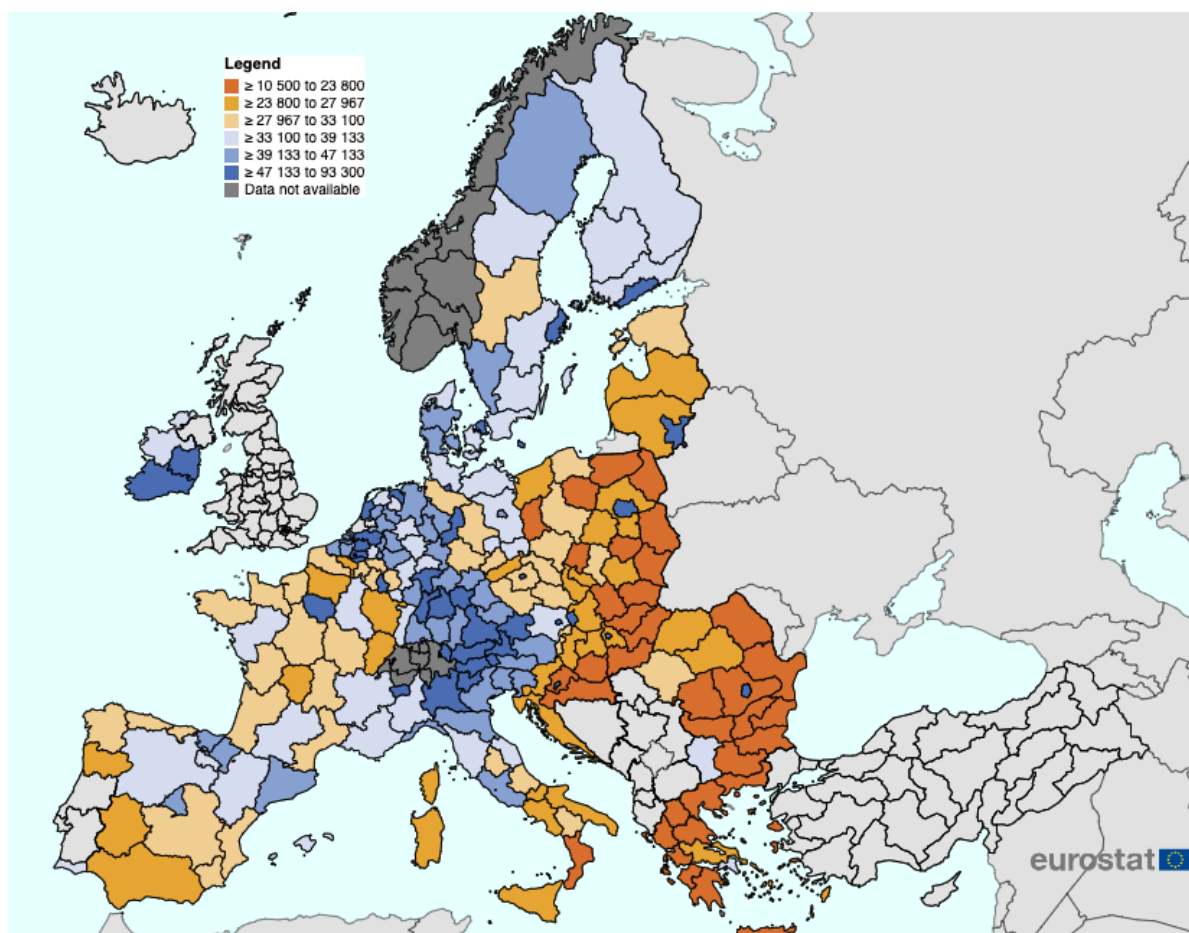 Legend
≥ 10 500 to 23 800
≥ 23 800 to 27 967
≥ 27 967 to 33 100
≥ 33 100 to 39 133
≥ 39 133 to 47 133
≥ 47 133 to 93 300
Data not available
eurostat